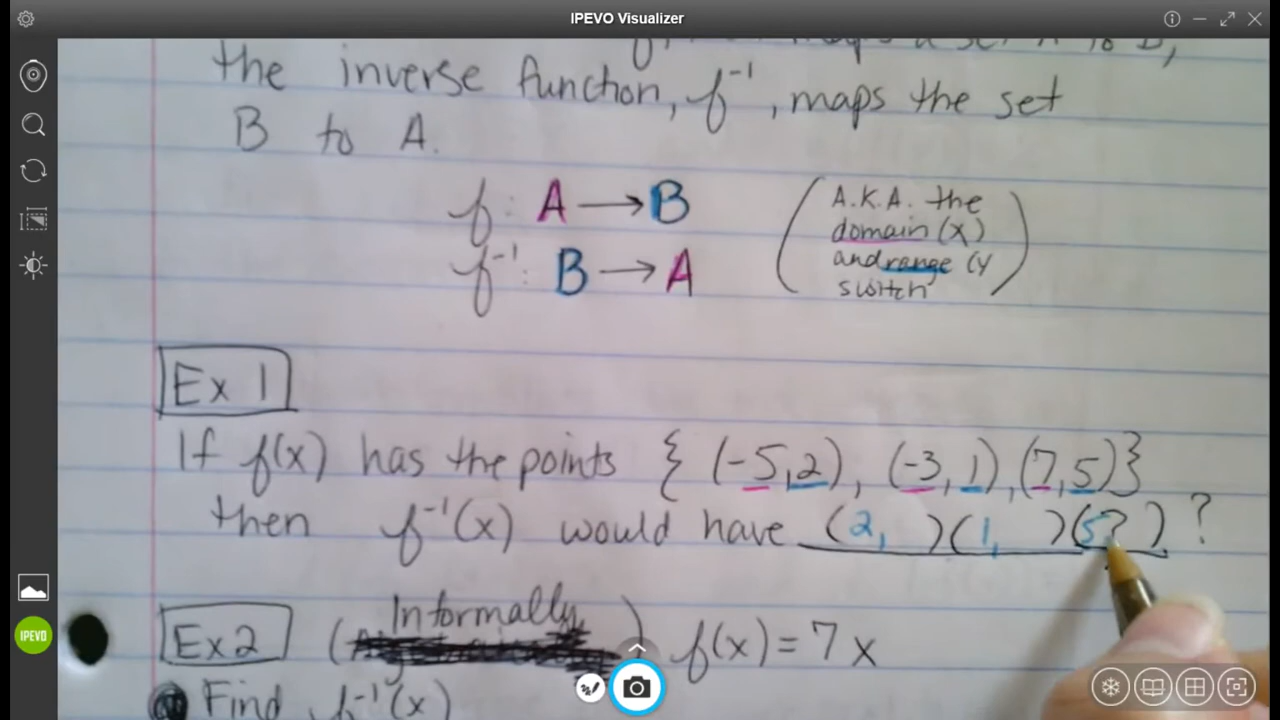 IPEVO Visualizer
the inverse function, f⁻¹, maps the set
B to A.
f: A → B
f⁻¹: B → A
(A.K.A. the
domain (x)
and range (y
switch)
Ex 1
If f(x) has the points { (-5,2), (-3,1), (7,5)}
then f⁻¹(x) would have (2, )(1, )(5, ) ?
Ex 2 (Informally) f(x) = 7x
Find f⁻¹(x)
IPEVO